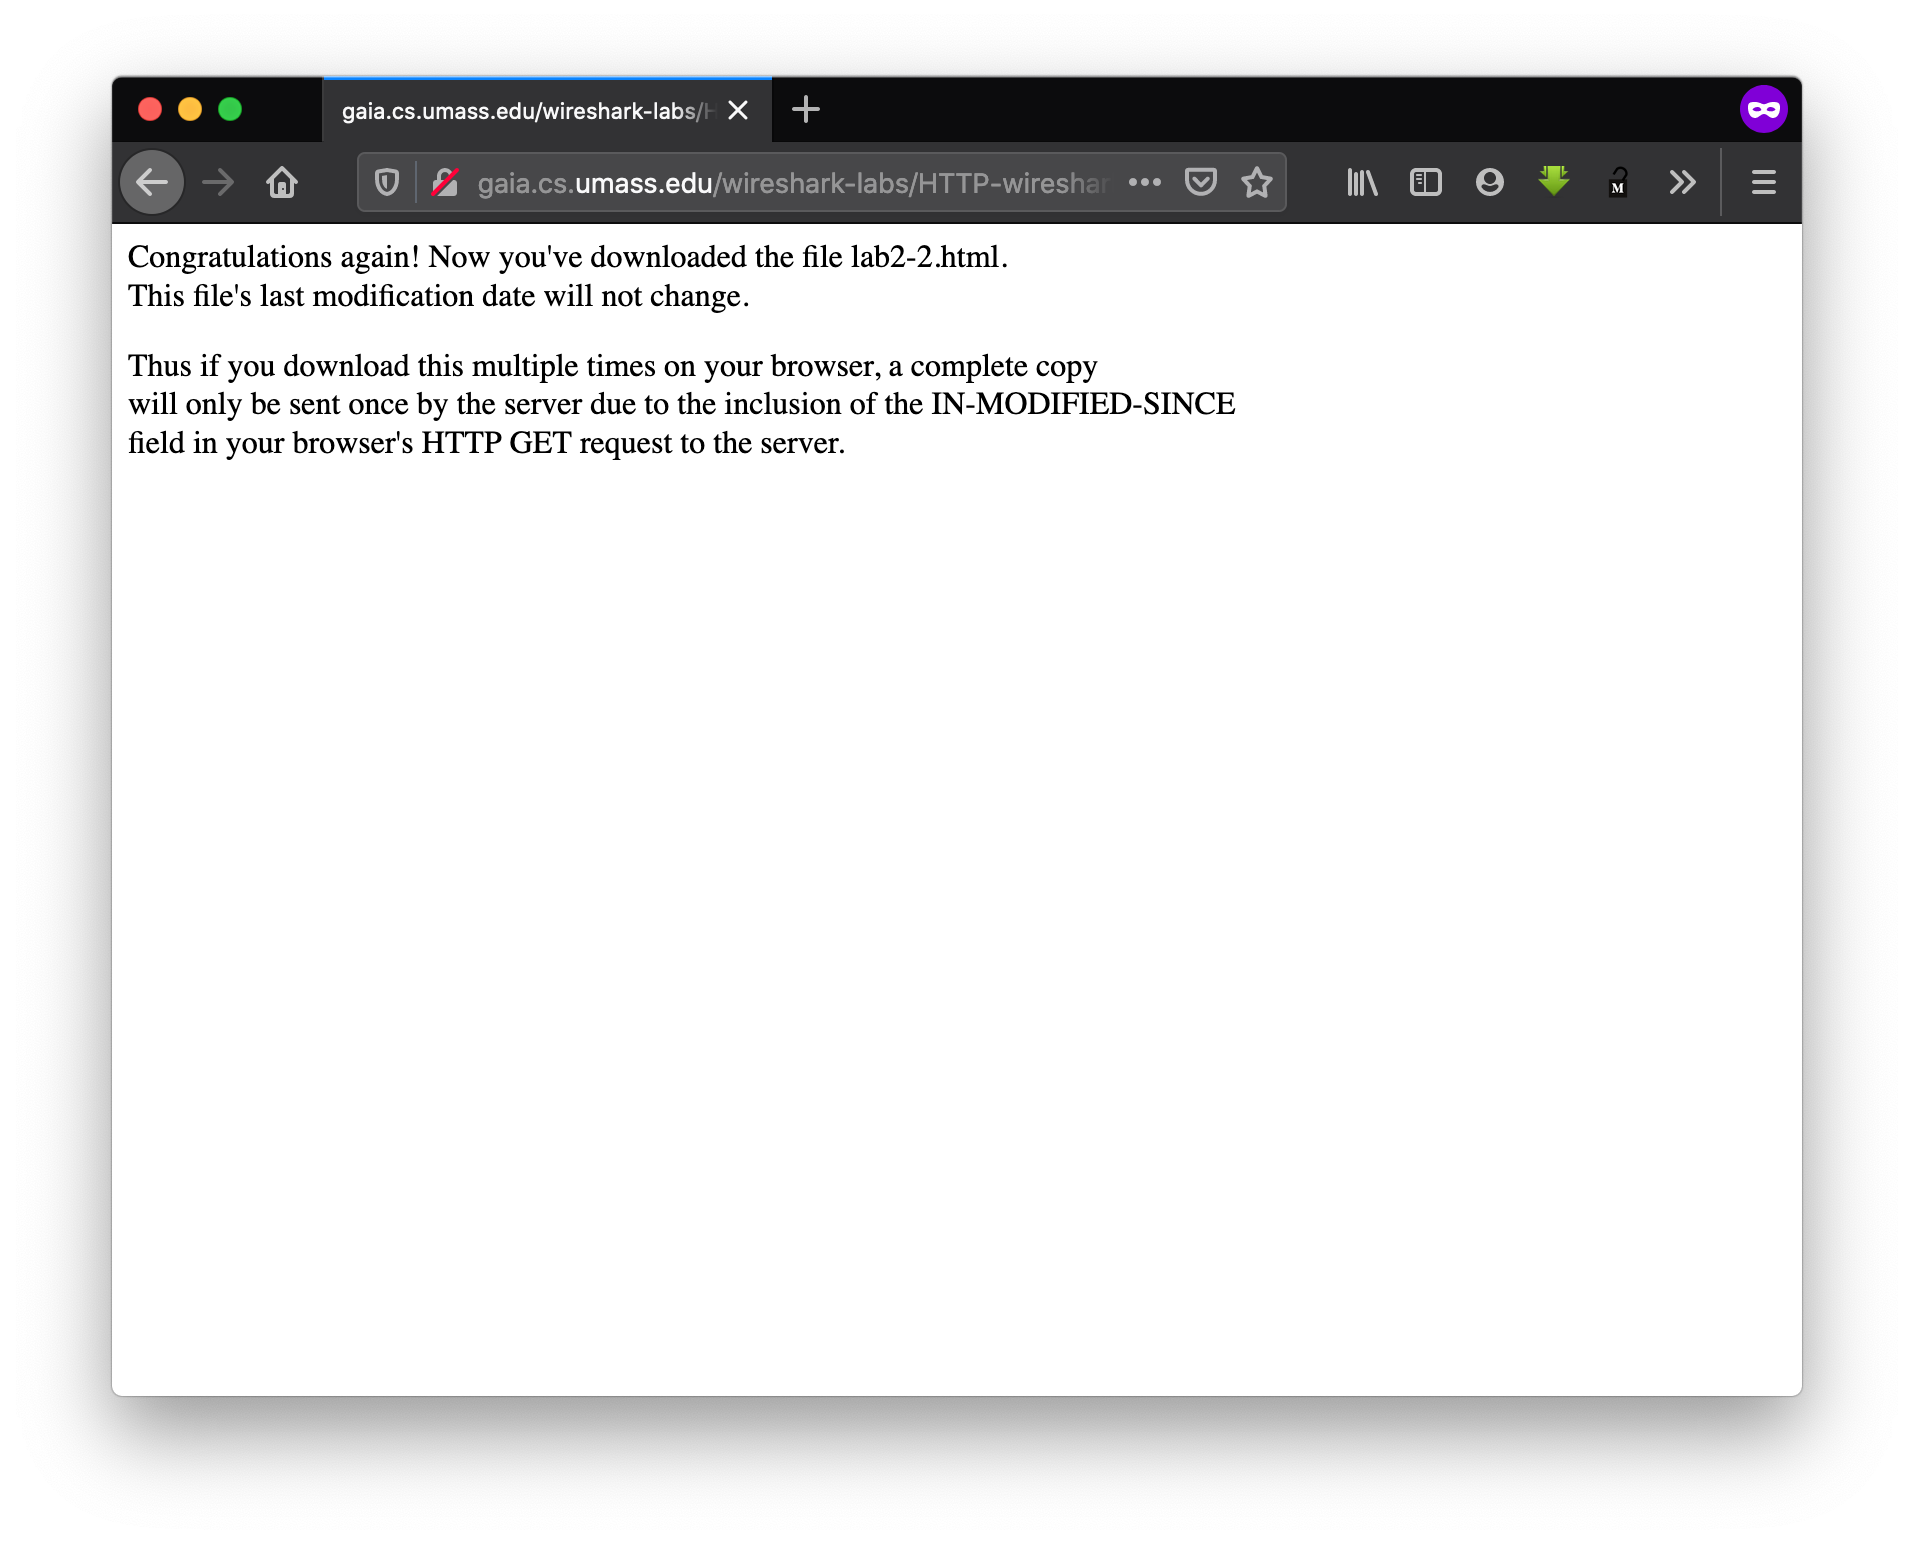 gaia.cs.umass.edu/wireshark-labs/H
gaia.cs.umass.edu/wireshark-labs/HTTP-wireshar
M
Congratulations again! Now you've downloaded the file lab2-2.html.
This file's last modification date will not change.
Thus if you download this multiple times on your browser, a complete copy
will only be sent once by the server due to the inclusion of the IN-MODIFIED-SINCE
field in your browser's HTTP GET request to the server.